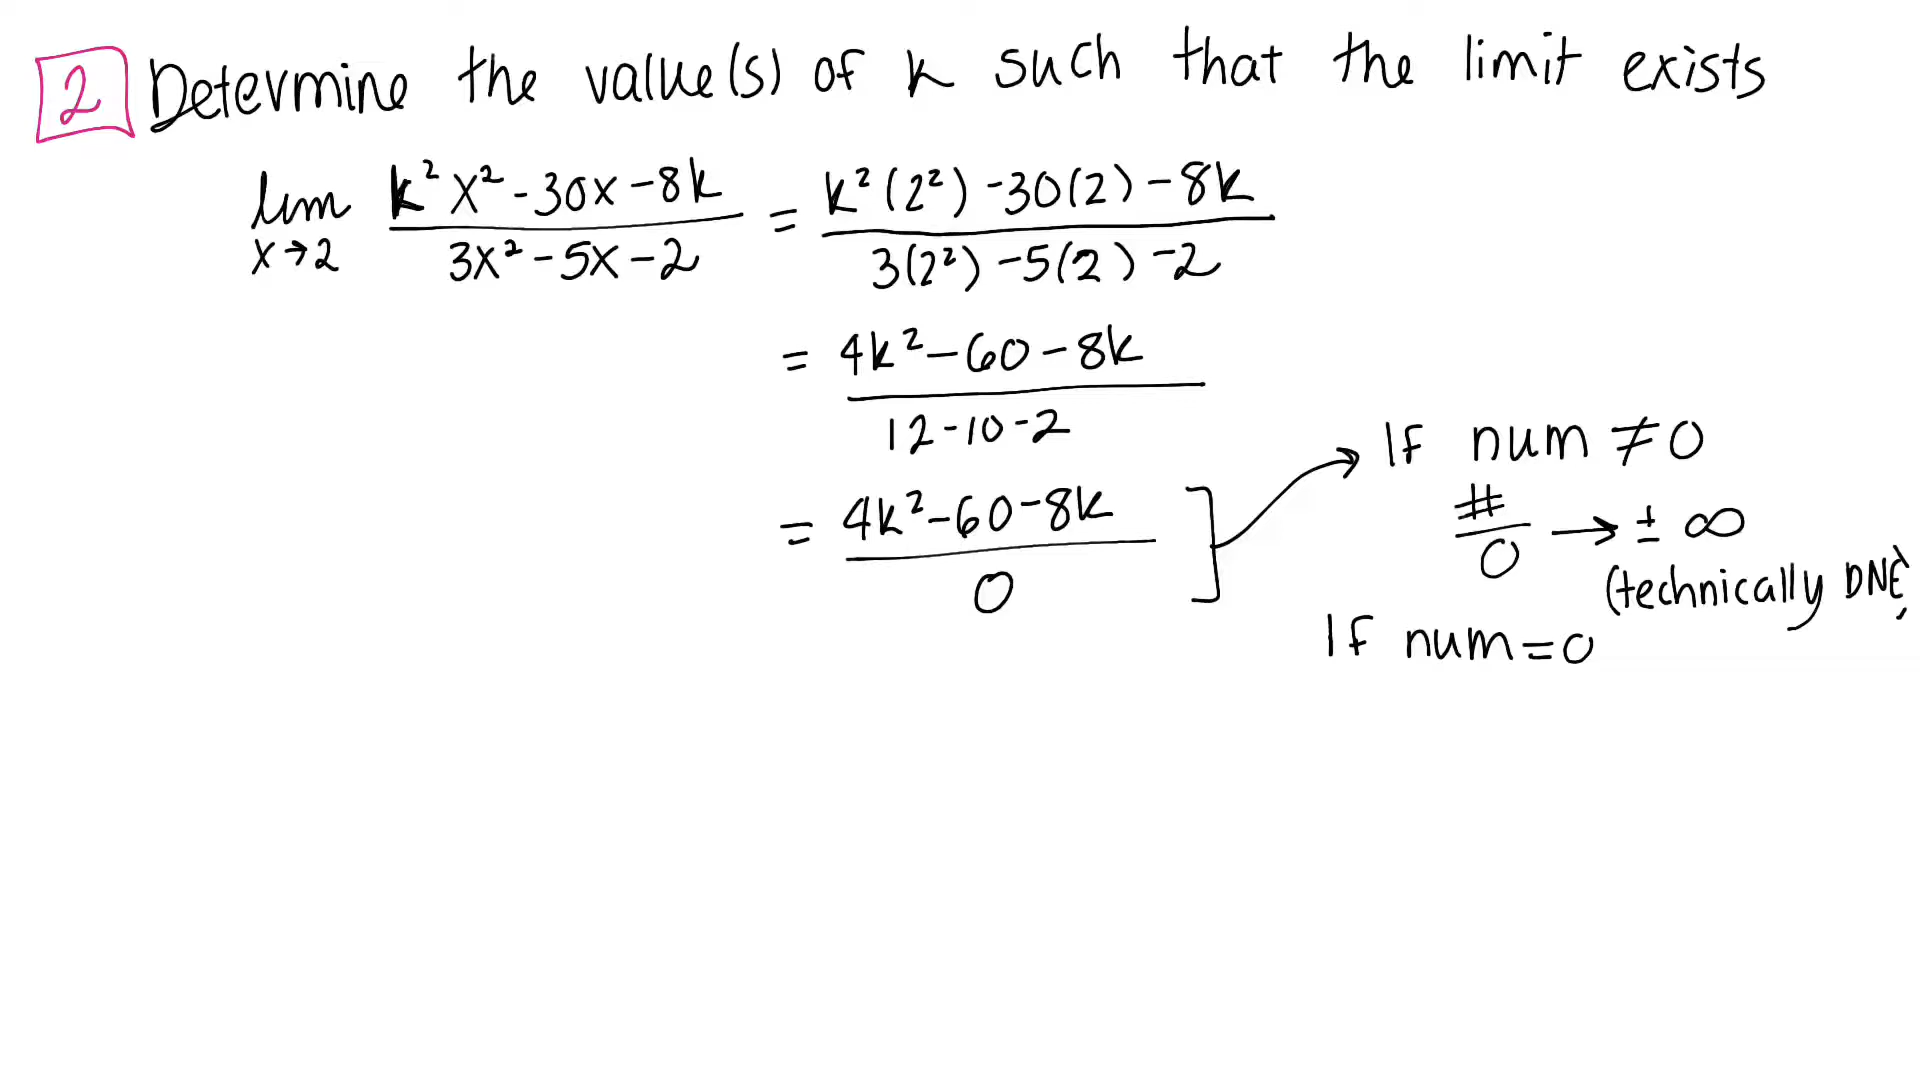 2 Determine the value(s) of k such that the limit exists
lim x→2 (k²x² - 30x - 8k)/(3x² - 5x - 2) = (k²(2²) - 30(2) - 8k)/(3(2²) - 5(2) - 2)
= (4k² - 60 - 8k)/(12 - 10 - 2)
= (4k² - 60 - 8k)/0 ] → If num ≠ 0
#/0 → ± ∞
(technically DNE)
If num = 0